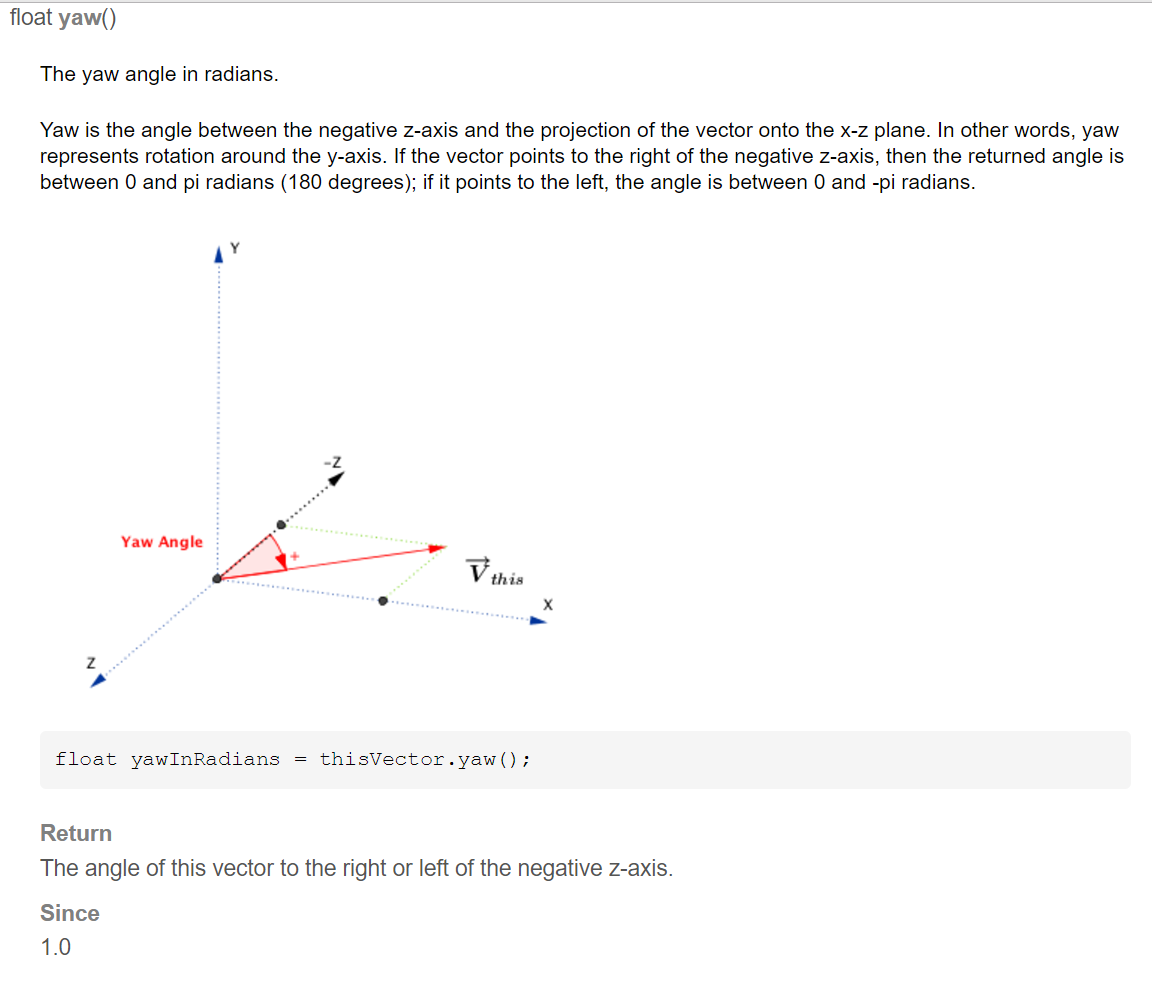 float yaw()
The yaw angle in radians.
Yaw is the angle between the negative z-axis and the projection of the vector onto the x-z plane. In other words, yaw
represents rotation around the y-axis. If the vector points to the right of the negative z-axis, then the returned angle is
between 0 and pi radians (180 degrees); if it points to the left, the angle is between 0 and -pi radians.
Y
-Z
Yaw Angle
+
V this
X
Z
float yawInRadians = thisVector.yaw();
Return
The angle of this vector to the right or left of the negative z-axis.
Since
1.0